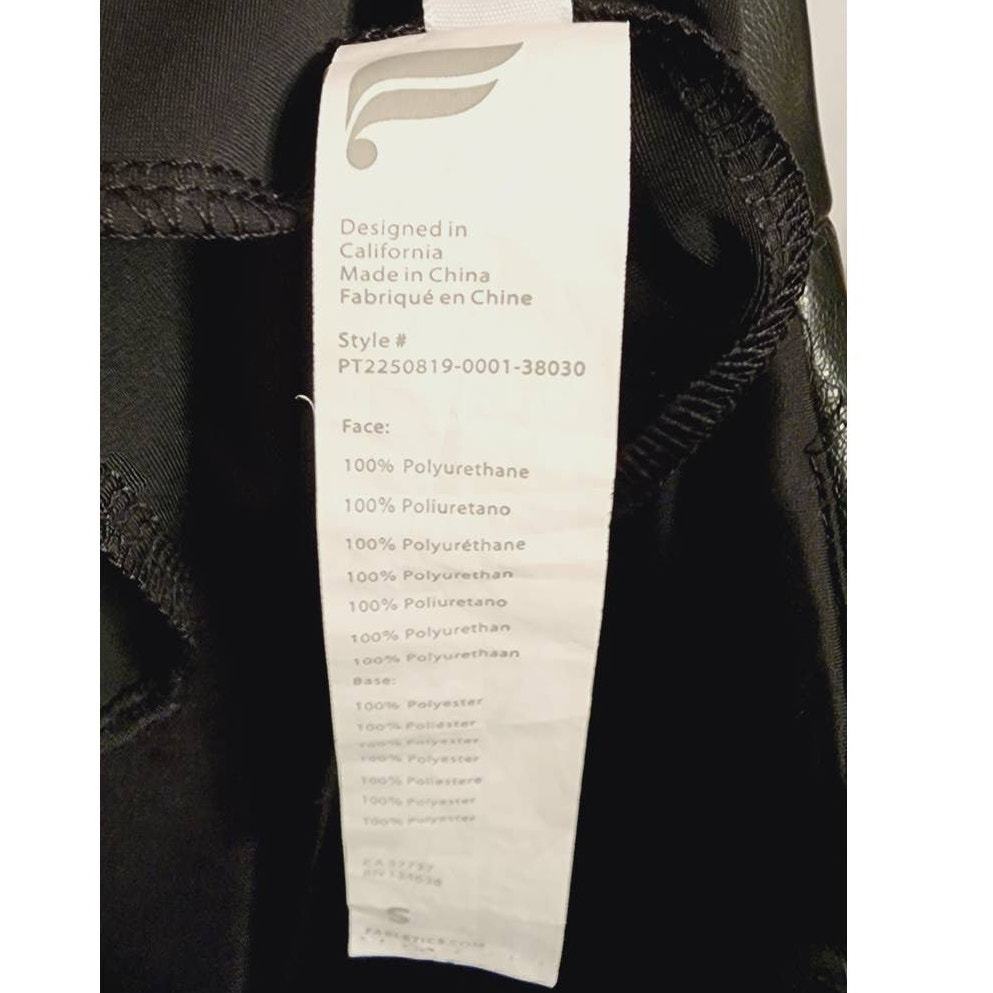 Designed in
California
Made in China
Fabriqué en Chine
Style #
PT2250819-0001-38030
Face:
100% Polyurethane
100% Poliuretano
100% Polyuréthane
100% Polyurethan
100% Poliuretano
100% Polyurethan
100% Polyurethaan
Base:
100% Polyester
100% Poliéster
100% Polyester
100% Polyester
100% Poliestere
100% Polyester
100% Polyester
S
FABLETICS.COM